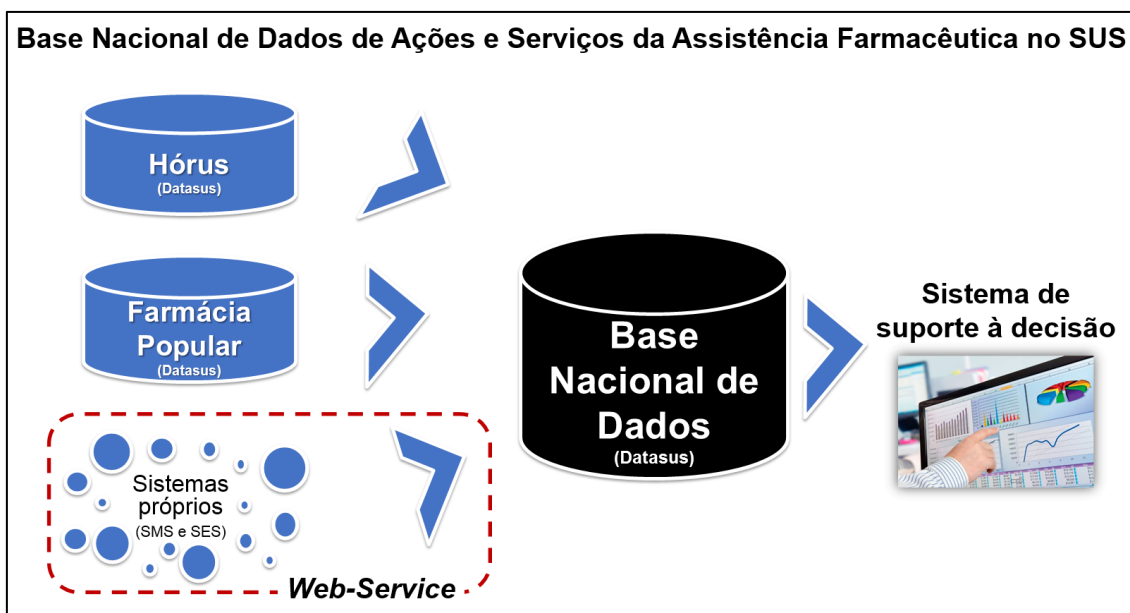 Base Nacional de Dados de Ações e Serviços da Assistência Farmacêutica no SUS
Hórus
(Datasus)
Farmácia
Popular
(Datasus)
Sistemas
próprios
(SMS e SES)
Web-Service
Base
Nacional de
Dados
(Datasus)
Sistema de
suporte à decisão